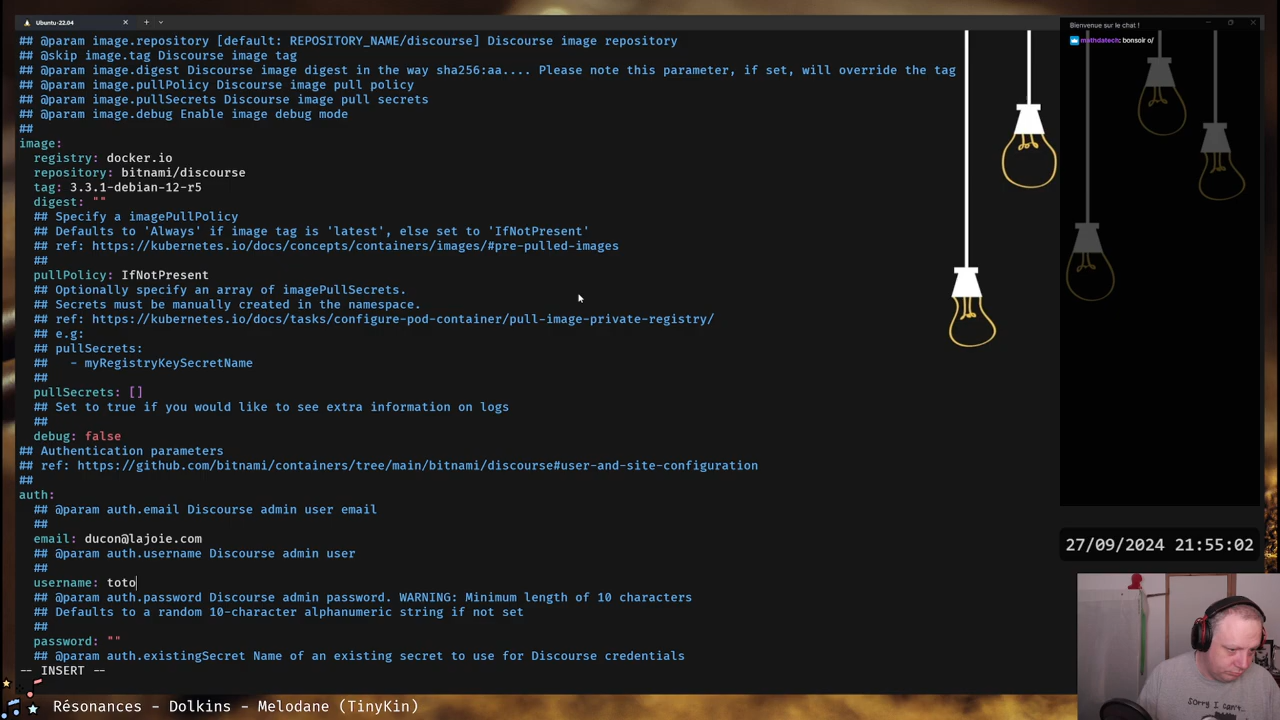 Ubuntu-22.04
## @param image.repository [default: REPOSITORY_NAME/discourse] Discourse image repository
## @skip image.tag Discourse image tag
## @param image.digest Discourse image digest in the way sha256:aa.... Please note this parameter, if set, will override the tag
## @param image.pullPolicy Discourse image pull policy
## @param image.pullSecrets Discourse image pull secrets
## @param image.debug Enable image debug mode
##
image:
registry: docker.io
repository: bitnami/discourse
tag: 3.3.1-debian-12-r5
digest: ""
## Specify a imagePullPolicy
## Defaults to 'Always' if image tag is 'latest', else set to 'IfNotPresent'
## ref: https://kubernetes.io/docs/concepts/containers/images/#pre-pulled-images
##
pullPolicy: IfNotPresent
## Optionally specify an array of imagePullSecrets.
## Secrets must be manually created in the namespace.
## ref: https://kubernetes.io/docs/tasks/configure-pod-container/pull-image-private-registry/
## e.g:
## pullSecrets:
##   - myRegistryKeySecretName
##
pullSecrets: []
## Set to true if you would like to see extra information on logs
##
debug: false
## Authentication parameters
## ref: https://github.com/bitnami/containers/tree/main/bitnami/discourse#user-and-site-configuration
##
auth:
## @param auth.email Discourse admin user email
##
email: ducon@lajoie.com
## @param auth.username Discourse admin user
##
username: toto
## @param auth.password Discourse admin password. WARNING: Minimum length of 10 characters
## Defaults to a random 10-character alphanumeric string if not set
##
password: ""
## @param auth.existingSecret Name of an existing secret to use for Discourse credentials
-- INSERT --
Bienvenue sur le chat !
mathdatech: bonsoir o/
27/09/2024 21:55:02
SORRY I CAN'T...
Résonances - Dolkins - Melodane (TinyKin)